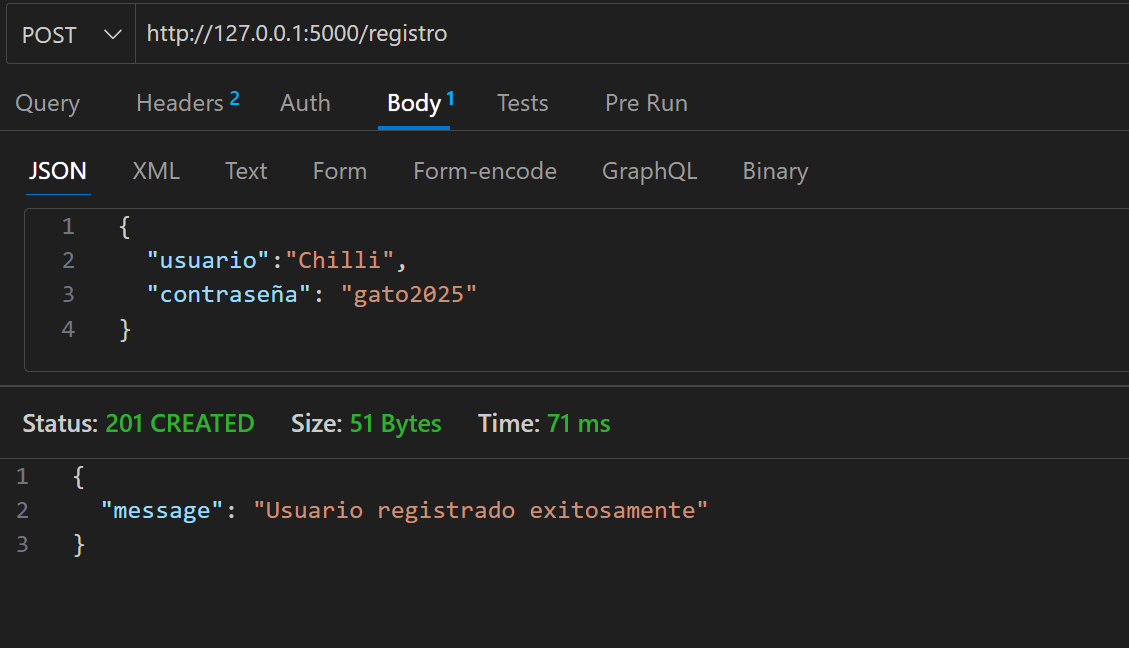 POST http://127.0.0.1:5000/registro
Query Headers 2 Auth Body 1 Tests Pre Run
JSON XML Text Form Form-encode GraphQL Binary
1 {
2 "usuario":"Chilli",
3 "contraseña": "gato2025"
4 }
Status: 201 CREATED Size: 51 Bytes Time: 71 ms
1 {
2 "message": "Usuario registrado exitosamente"
3 }